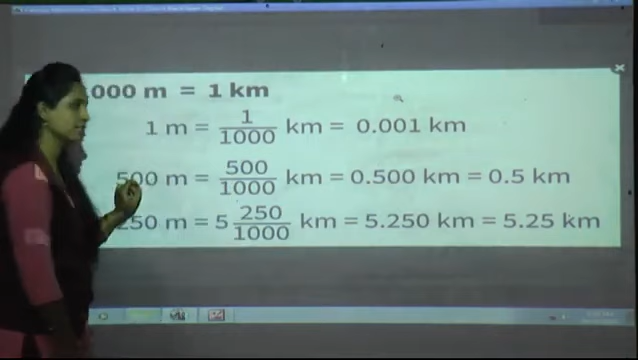 000 m = 1 km
1 m = 1/1000 km = 0.001 km
500 m = 500/1000 km = 0.500 km = 0.5 km
250 m = 5 250/1000 km = 5.250 km = 5.25 km